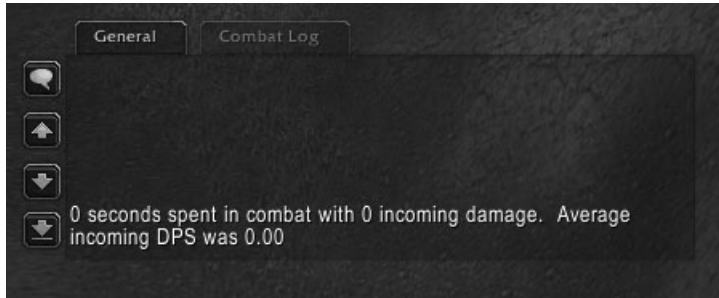 General Combat Log
0 seconds spent in combat with 0 incoming damage.  Average
incoming DPS was 0.00